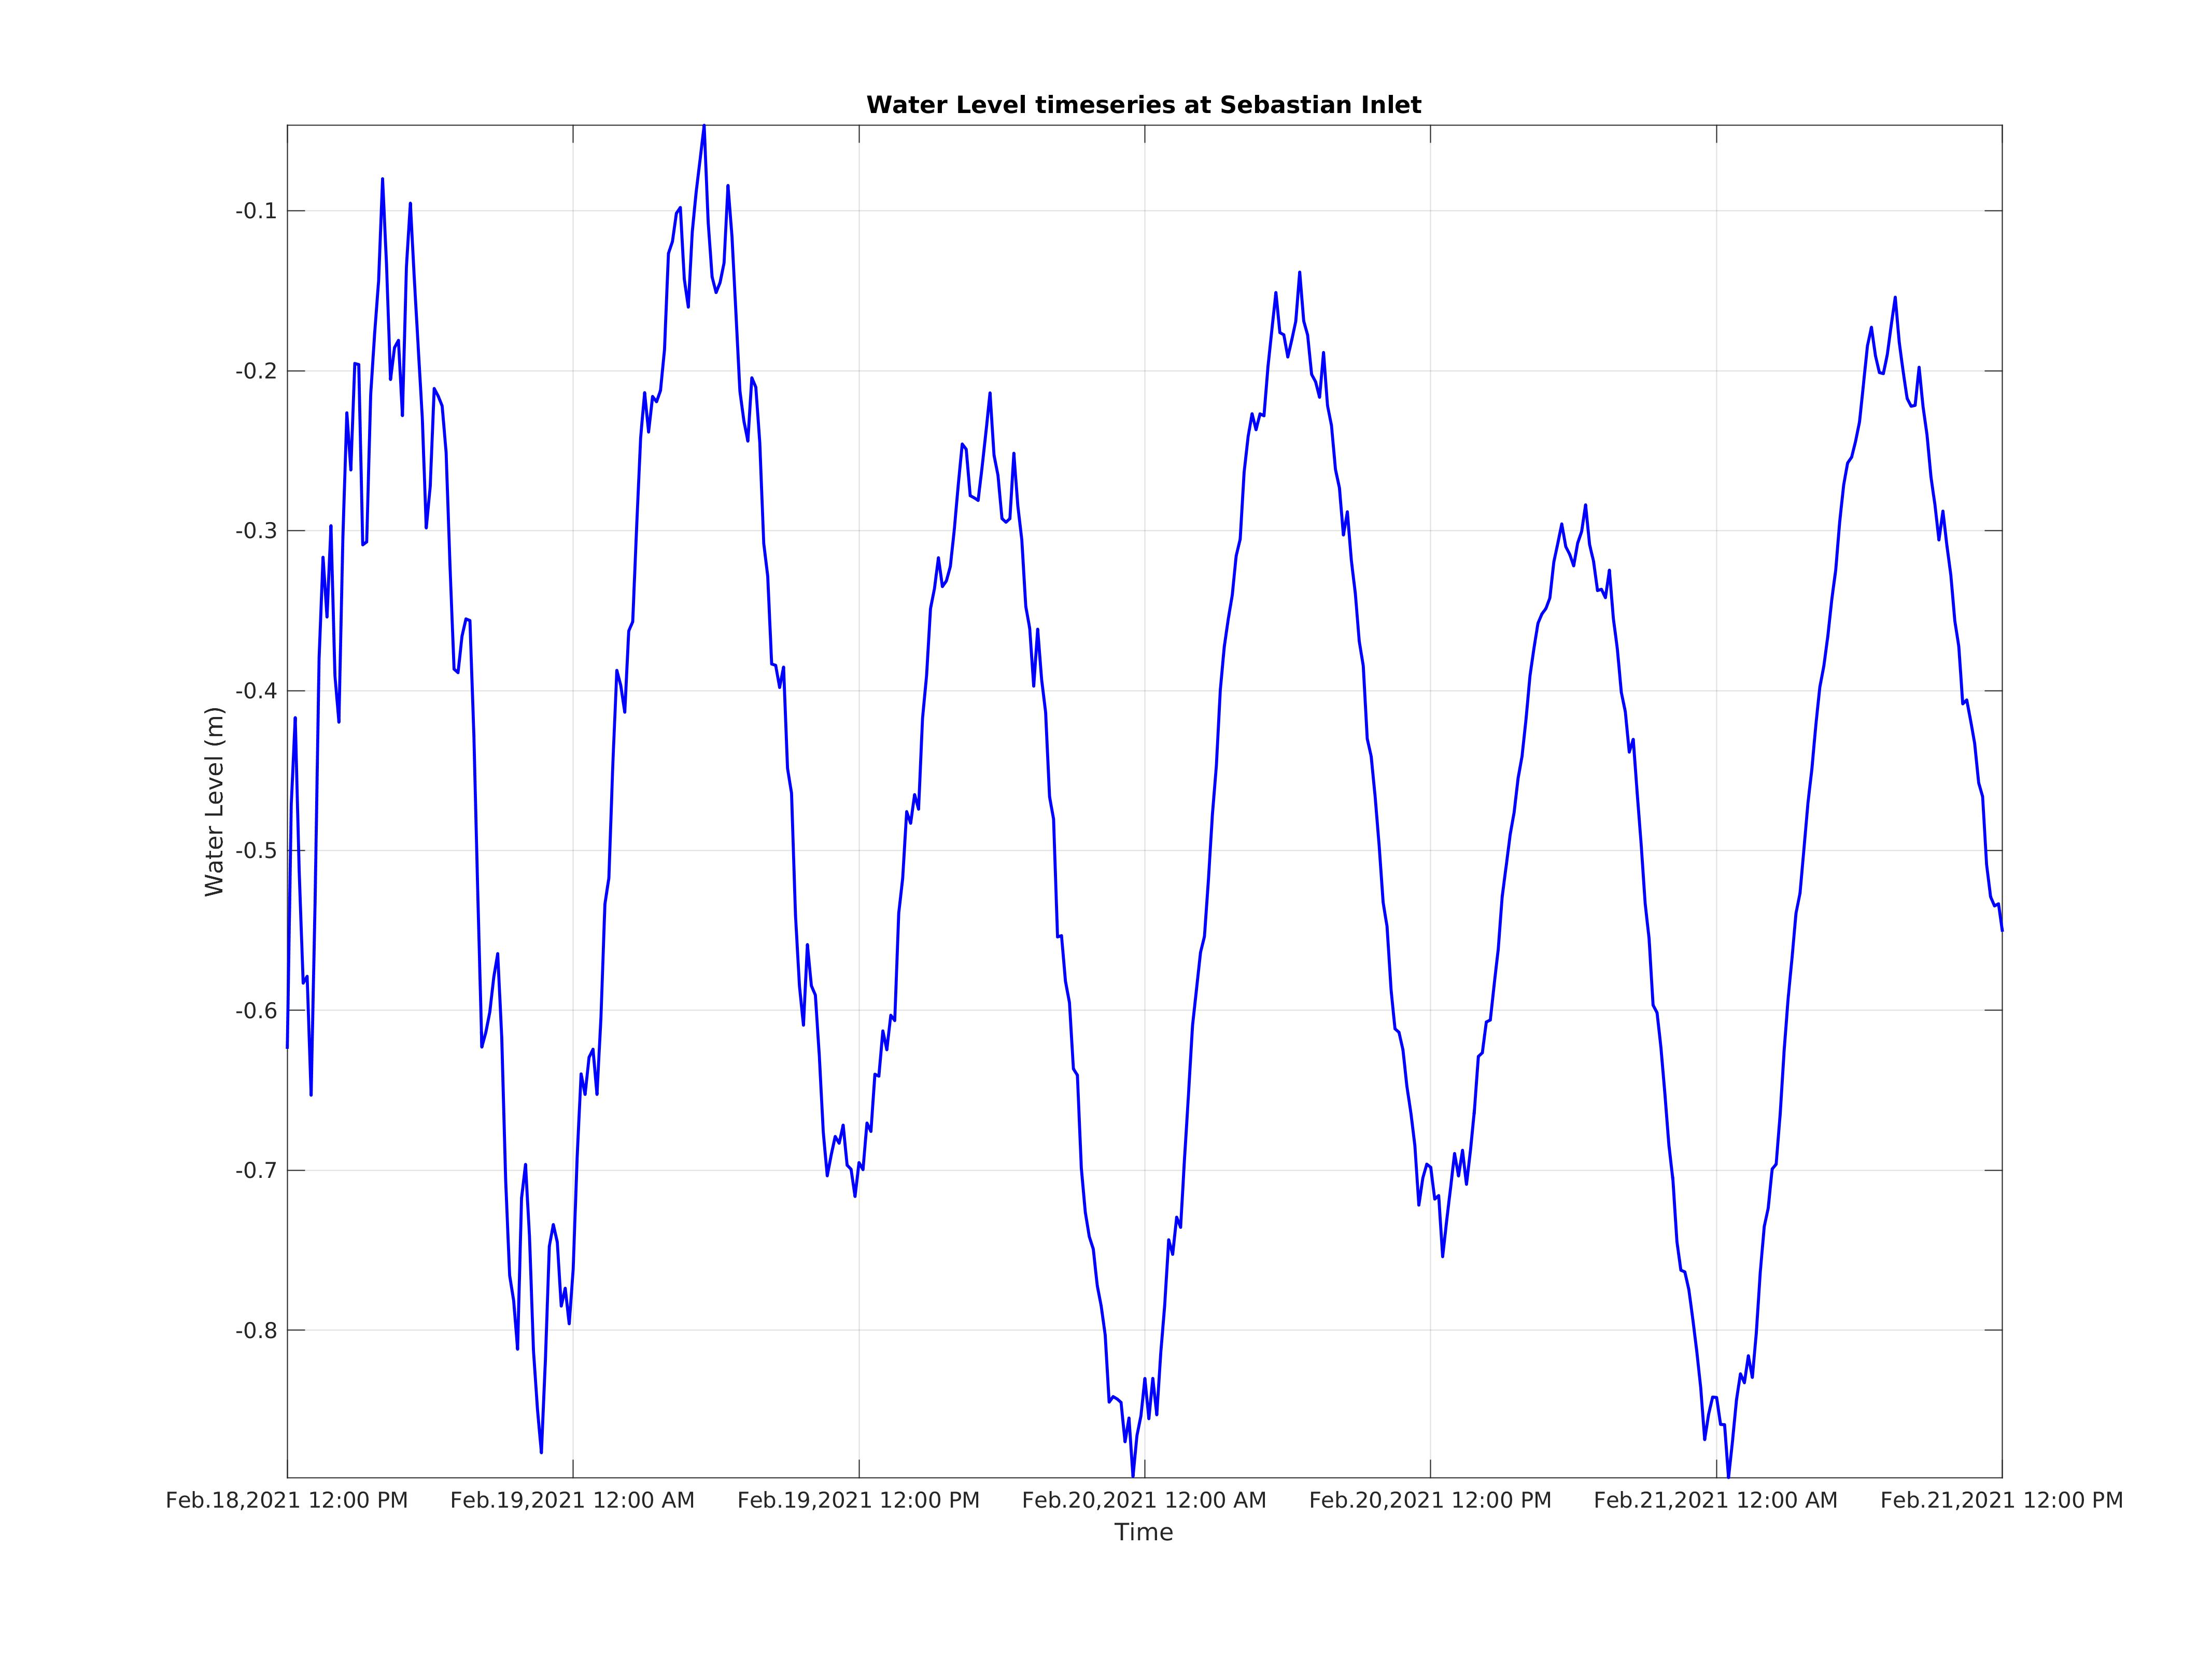 Water Level timeseries at Sebastian Inlet
Water Level (m)
-0.1
-0.2
-0.3
-0.4
-0.5
-0.6
-0.7
-0.8
Feb.18,2021 12:00 PM
Feb.19,2021 12:00 AM
Feb.19,2021 12:00 PM
Feb.20,2021 12:00 AM
Feb.20,2021 12:00 PM
Feb.21,2021 12:00 AM
Feb.21,2021 12:00 PM
Time